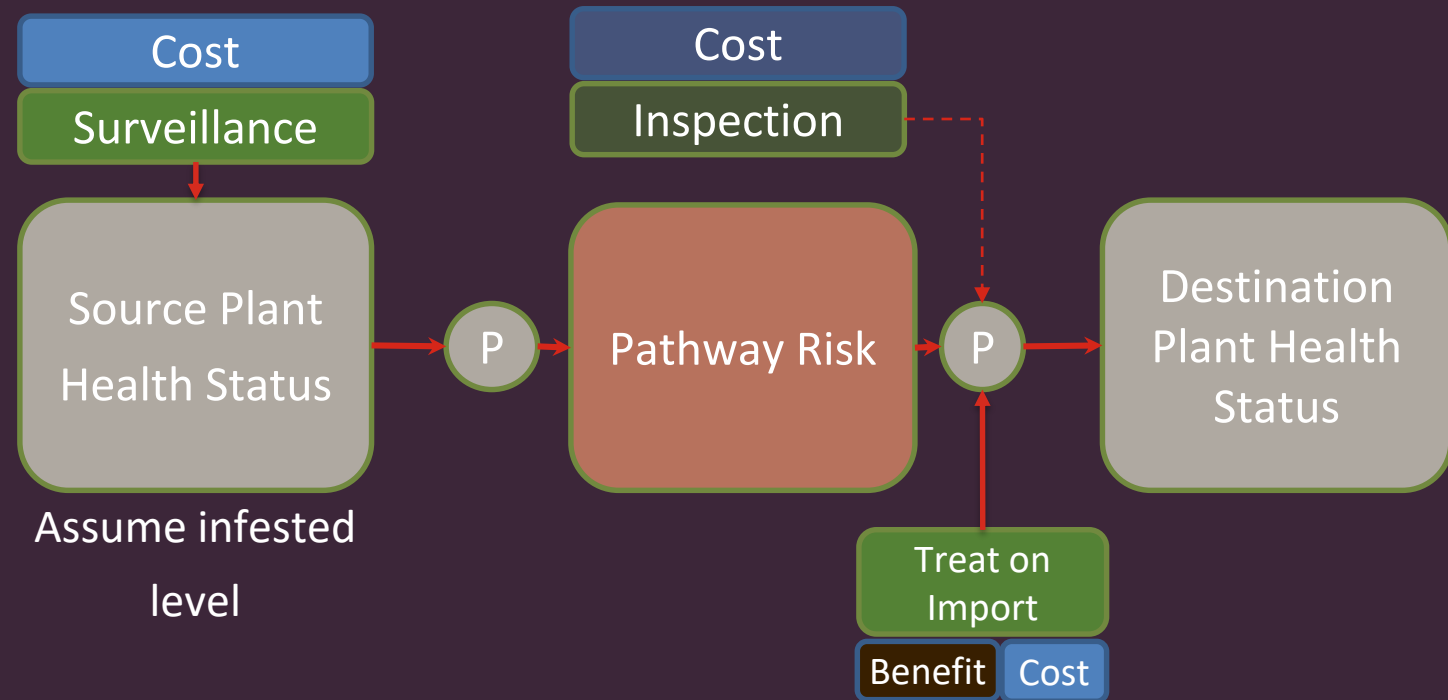 Cost
Surveillance
Cost
Inspection
Source Plant
Health Status
P
Pathway Risk
P
Destination
Plant Health
Status
Assume infested
level
Treat on
Import
Benefit
Cost